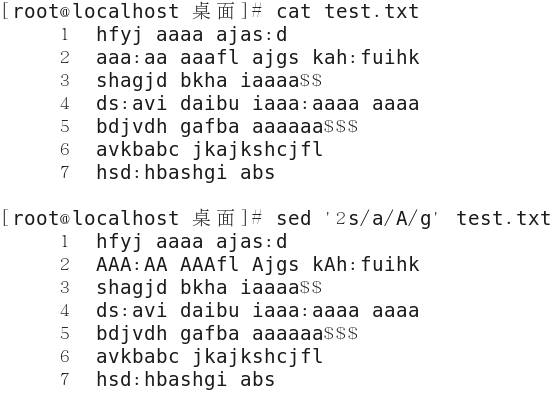 [root@localhost 桌面]# cat test.txt
1 hfyj aaaa ajas:d
2 aaa:aa aaafl ajgs kah:fuihk
3 shagjd bkha iaaaa$$
4 ds:avi daibu iaaa:aaaa aaaa
5 bdjvdh gafba aaaaaa$$$
6 avkbabc jkajkshcjfl
7 hsd:hbashgi abs
[root@localhost 桌面]# sed '2s/a/A/g' test.txt
1 hfyj aaaa ajas:d
2 AAA:AA AAAfl Ajgs kAh:fuihk
3 shagjd bkha iaaaa$$
4 ds:avi daibu iaaa:aaaa aaaa
5 bdjvdh gafba aaaaaa$$$
6 avkbabc jkajkshcjfl
7 hsd:hbashgi abs